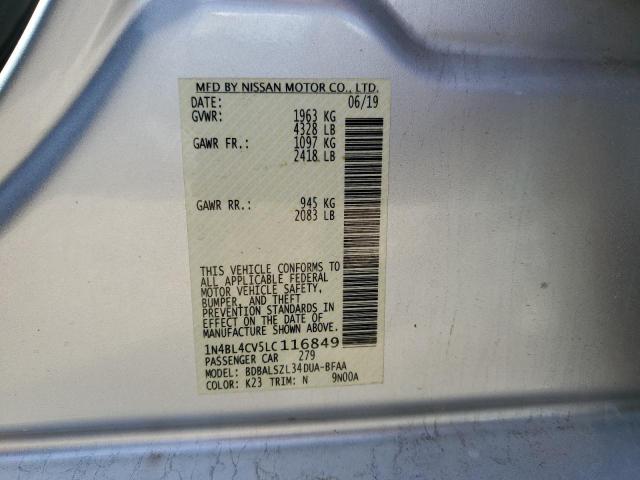 MFD BY NISSAN MOTOR CO., LTD.
DATE: 06/19
GVWR: 1963 KG
4328 LB
GAWR FR.: 1097 KG
2418 LB
GAWR RR.: 945 KG
2083 LB
THIS VEHICLE CONFORMS TO
ALL APPLICABLE FEDERAL
MOTOR VEHICLE SAFETY,
BUMPER, AND THEFT
PREVENTION STANDARDS IN
EFFECT ON THE DATE OF
MANUFACTURE SHOWN ABOVE.
1N4BL4CV5LC116849
PASSENGER CAR 279
MODEL: BDBALSZL34DUA-BFAA
COLOR: K23 TRIM: N 9N00A